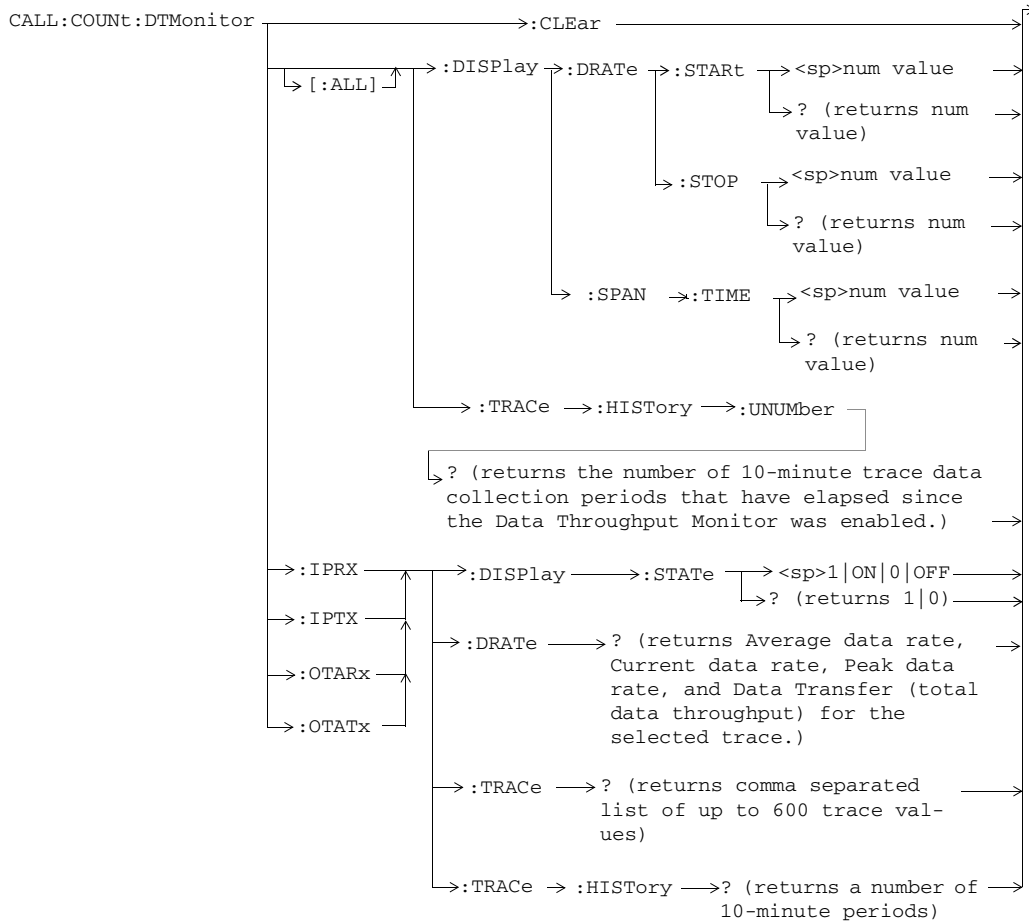 CALL:COUNt:DTMonitor :CLEar
[:ALL] :DISPlay :DRATe :STARt <sp>num value
? (returns num
value)
:STOP <sp>num value
? (returns num
value)
:SPAN :TIME <sp>num value
? (returns num
value)
:TRACe :HISTory :UNUMber
? (returns the number of 10-minute trace data
collection periods that have elapsed since
the Data Throughput Monitor was enabled.)
:IPRX :DISPlay :STATe <sp>1|ON|0|OFF
? (returns 1|0)
:IPTX
:DRATe ? (returns Average data rate,
Current data rate, Peak data
rate, and Data Transfer (total
data throughput) for the
selected trace.)
:OTARx
:OTATx
:TRACe ? (returns comma separated
list of up to 600 trace val-
ues)
:TRACe :HISTory ? (returns a number of
10-minute periods)